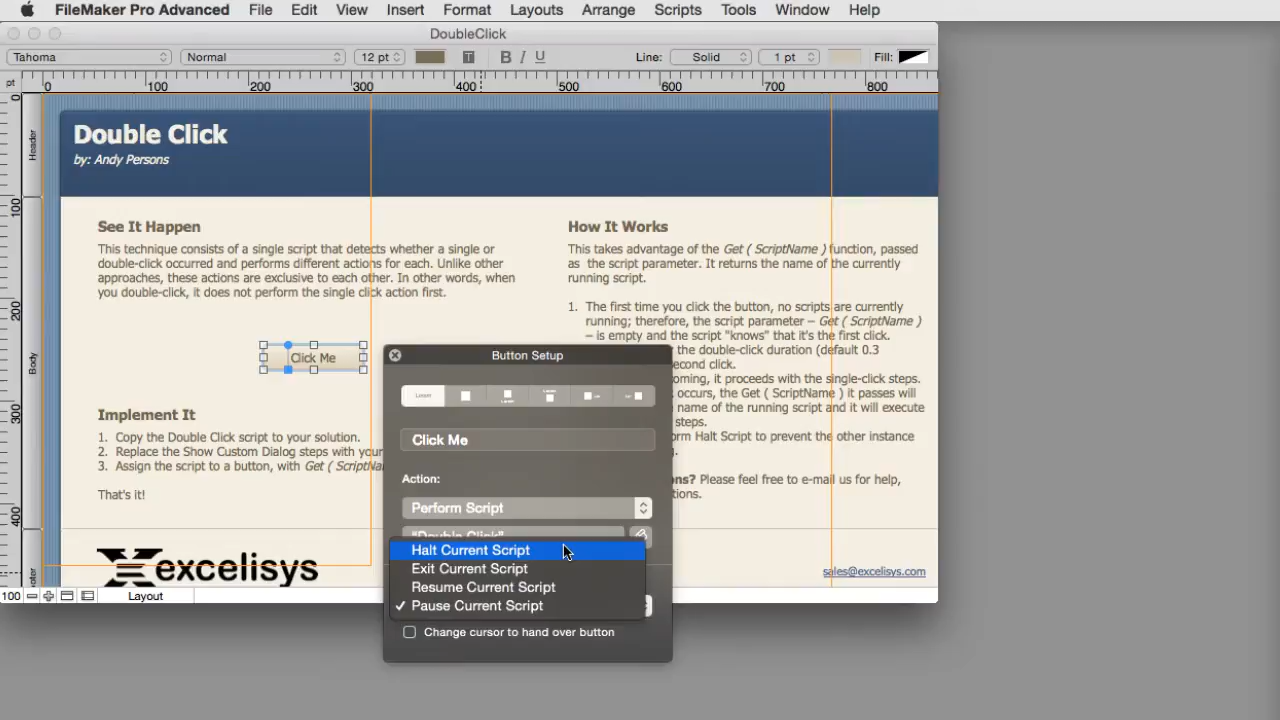 FileMaker Pro Advanced File Edit View Insert Format Layouts Arrange Scripts Tools Window Help
DoubleClick
Tahoma Normal 12 pt B I U Line: Solid 1 pt Fill:
pt 0 100 200 300 400 500 600 700 800
0
Header
100
200
Body
300
400
Double Click
by: Andy Persons
See It Happen
This technique consists of a single script that detects whether a single or
double-click occurred and performs different actions for each. Unlike other
approaches, these actions are exclusive to each other. In other words, when
you double-click, it does not perform the single click action first.
Click Me
Implement It
1. Copy the Double Click script to your solution.
2. Replace the Show Custom Dialog steps with your
3. Assign the script to a button, with Get ( ScriptNa
That's it!
excelisys
How It Works
This takes advantage of the Get ( ScriptName ) function, passed
as the script parameter. It returns the name of the currently
running script.
1. The first time you click the button, no scripts are currently
running; therefore, the script parameter – Get ( ScriptName )
– is empty and the script "knows" that it's the first click.
the double-click duration (default 0.3
econd click.
oming, it proceeds with the single-click steps.
occurs, the Get ( ScriptName ) it passes will
name of the running script and it will execute
steps.
orm Halt Script to prevent the other instance
ons? Please feel free to e-mail us for help,
tions.
sales@excelisys.com
Button Setup
Click Me
Action:
Perform Script
"Double Click"
Halt Current Script
Exit Current Script
Resume Current Script
✓ Pause Current Script
Change cursor to hand over button
100 Layout